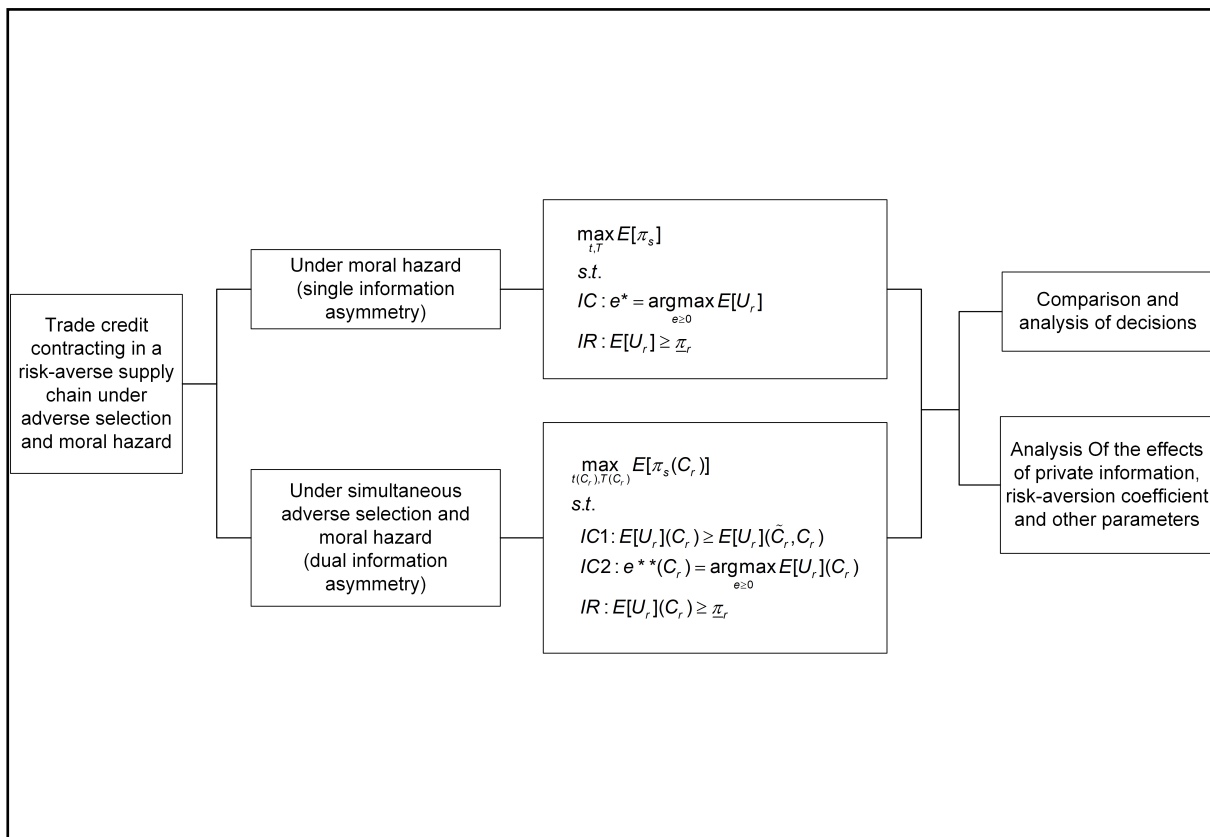 Trade credit
contracting in a
risk-averse supply
chain under
adverse selection
and moral hazard
Under moral hazard
(single information
asymmetry)
max E[π_s]
t,T
s.t.
IC : e* = argmax E[U_r]
e≥0
IR : E[U_r] ≥ π_r
Under simultaneous
adverse selection and
moral hazard
(dual information
asymmetry)
max E[π_s(C_r)]
t(C_r),T(C_r)
s.t.
IC1: E[U_r](C_r) ≥ E[U_r](C̃_r,C_r)
IC2: e**(C_r) = argmax E[U_r](C_r)
e≥0
IR : E[U_r](C_r) ≥ π_r
Comparison and
analysis of decisions
Analysis Of the effects
of private information,
risk-aversion coefficient
and other parameters